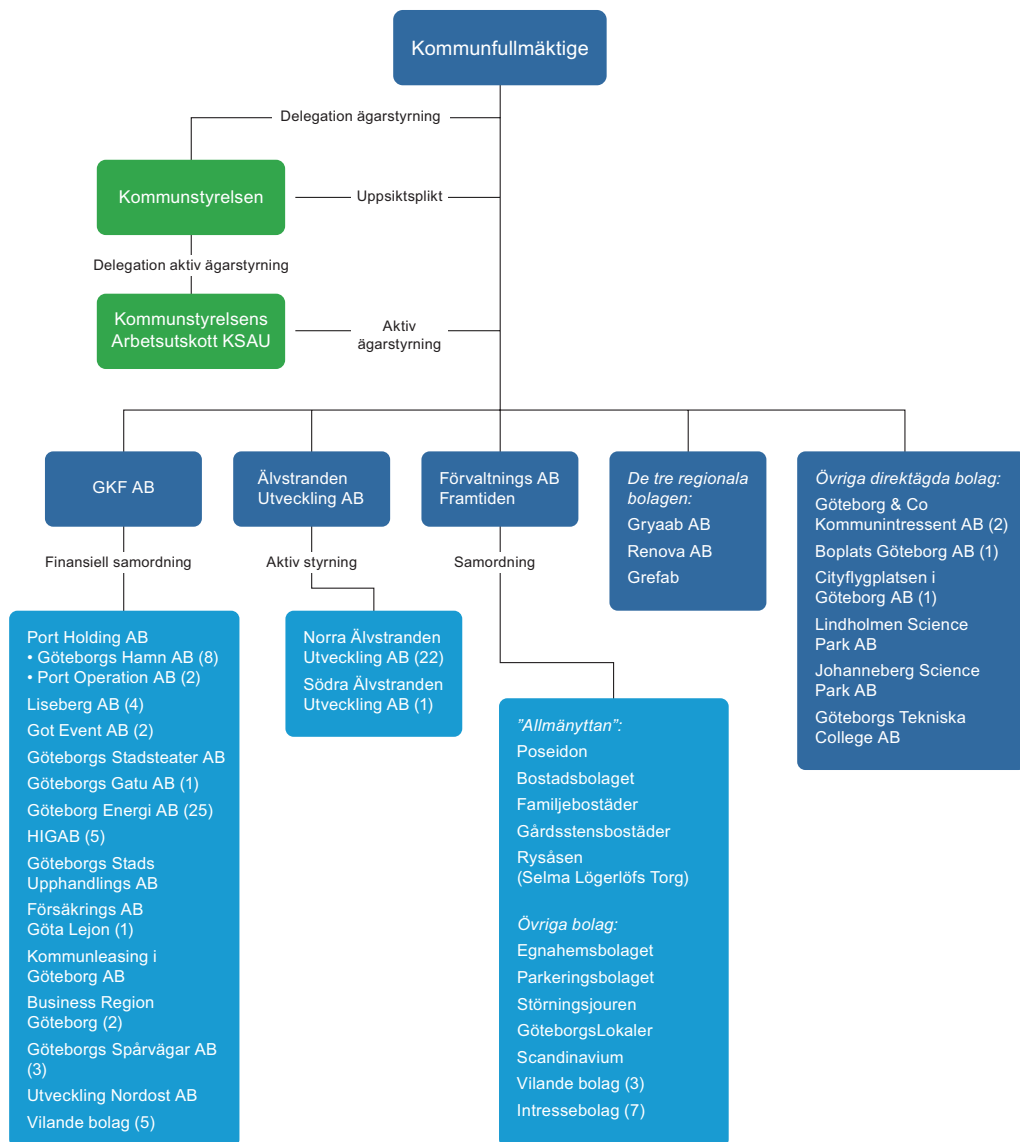 Kommunfullmäktige
Delegation ägarstyrning
Kommunstyrelsen
Uppsiktsplikt
Delegation aktiv ägarstyrning
Kommunstyrelsens
Arbetsutskott KSAU
Aktiv
ägarstyrning
GKF AB
Finansiell samordning
Port Holding AB
• Göteborgs Hamn AB (8)
• Port Operation AB (2)
Liseberg AB (4)
Got Event AB (2)
Göteborgs Stadsteater AB
Göteborgs Gatu AB (1)
Göteborg Energi AB (25)
HIGAB (5)
Göteborgs Stads
Upphandlings AB
Försäkrings AB
Göta Lejon (1)
Kommunleasing i
Göteborg AB
Business Region
Göteborg (2)
Göteborgs Spårvägar AB
(3)
Utveckling Nordost AB
Vilande bolag (5)
Älvstranden
Utveckling AB
Aktiv styrning
Norra Älvstranden
Utveckling AB (22)
Södra Älvstranden
Utveckling AB (1)
Förvaltnings AB
Framtiden
Samordning
”Allmänyttan”:
Poseidon
Bostadsbolaget
Familjebostäder
Gårdsstensbostäder
Rysåsen
(Selma Lögerlöfs Torg)
Övriga bolag:
Egnahemsbolaget
Parkeringsbolaget
Störningsjouren
GöteborgsLokaler
Scandinavium
Vilande bolag (3)
Intressebolag (7)
De tre regionala
bolagen:
Gryaab AB
Renova AB
Grefab
Övriga direktägda bolag:
Göteborg & Co
Kommunintressent AB (2)
Boplats Göteborg AB (1)
Cityflygplatsen i
Göteborg AB (1)
Lindholmen Science
Park AB
Johanneberg Science
Park AB
Göteborgs Tekniska
College AB